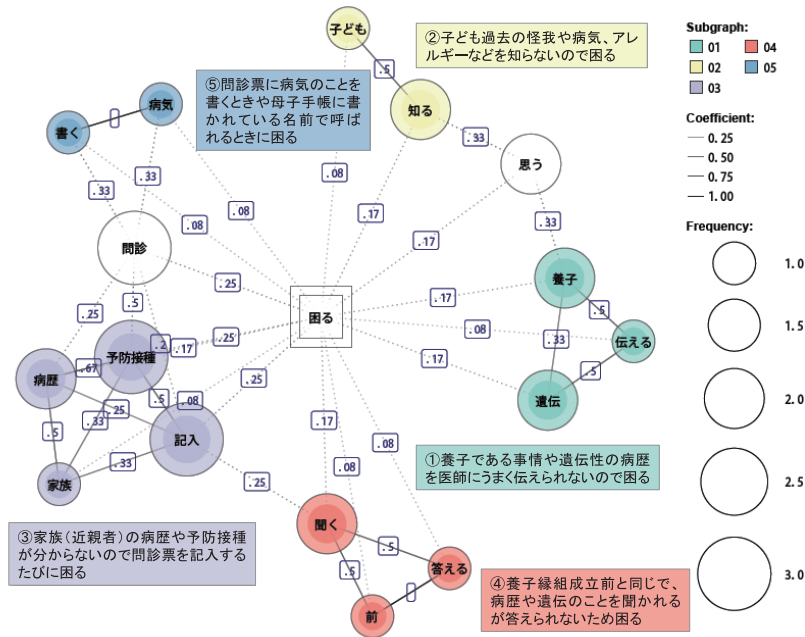 子ども
②子ども過去の怪我や病気、アレ
ルギーなどを知らないので困る
Subgraph:
01
04
02
05
03
.5
⑤問診票に病気のことを
書くときや母子手帳に書
かれている名前で呼ば
れるときに困る
病気
書く
知る
.33
思う
Coefficient:
0.25
0.50
0.75
1.00
.33
.33
.08
.08
.08
.17
.17
.33
Frequency:
1.0
1.5
2.0
2.5
3.0
問診
.25
養子
.17
.5
.25
.5
困る
.08
伝える
.33
.2
.17
.25
予防接種
.67
病歴
.17
.5
.25
遺伝
.5
.08
.25
.33
.5
記入
.17
.33
家族
.08
.08
.25
①養子である事情や遺伝性の病歴
を医師にうまく伝えられないので困る
聞く
.5
.5
答える
前
③家族(近親者)の病歴や予防接種
が分からないので問診票を記入する
たびに困る
④養子縁組成立前と同じで、
病歴や遺伝のことを聞かれる
が答えられないため困る